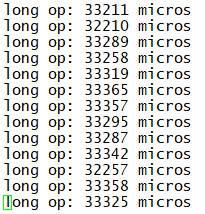 long op: 33211 micros
long op: 32210 micros
long op: 33289 micros
long op: 33258 micros
long op: 33319 micros
long op: 33365 micros
long op: 33357 micros
long op: 33295 micros
long op: 33287 micros
long op: 33342 micros
long op: 32257 micros
long op: 33358 micros
long op: 33325 micros